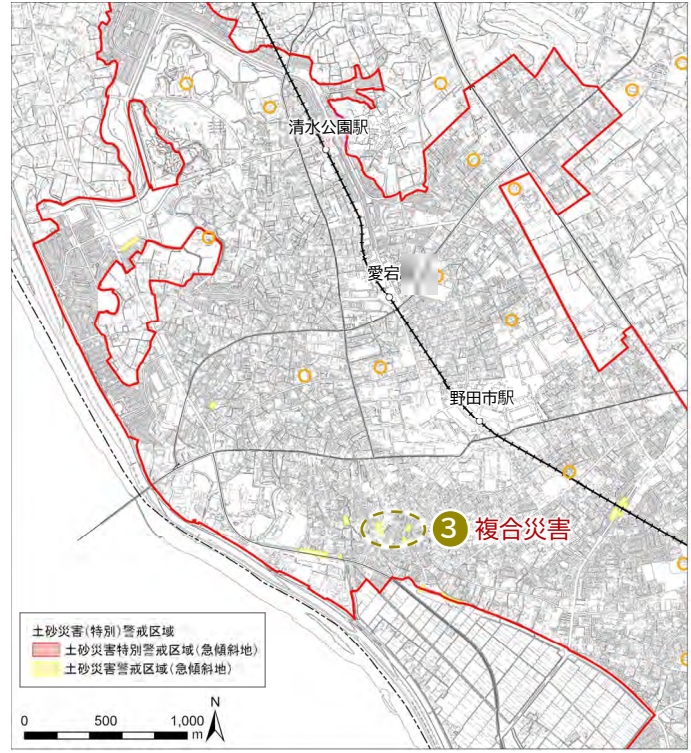 清水公園駅
愛宕
野田市駅
3 複合災害
土砂災害(特別)警戒区域
土砂災害特別警戒区域(急傾斜地)
土砂災害警戒区域(急傾斜地)
N
0 500 1,000
m